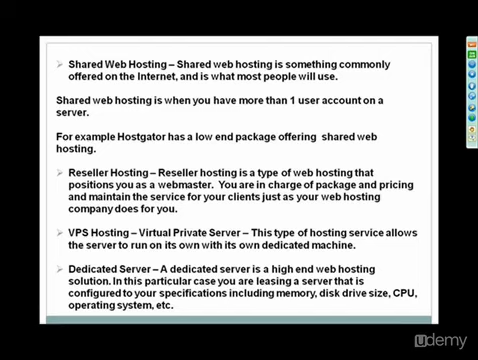 Shared Web Hosting – Shared web hosting is something commonly
offered on the Internet, and is what most people will use.
Shared web hosting is when you have more than 1 user account on a
server.
For example Hostgator has a low end package offering shared web
hosting.
Reseller Hosting – Reseller hosting is a type of web hosting that
positions you as a webmaster. You are in charge of package and pricing
and maintain the service for your clients just as your web hosting
company does for you.
VPS Hosting – Virtual Private Server – This type of hosting service allows
the server to run on its own with its own dedicated machine.
Dedicated Server – A dedicated server is a high end web hosting
solution. In this particular case you are leasing a server that is
configured to your specifications including memory, disk drive size, CPU,
operating system, etc.
udemy